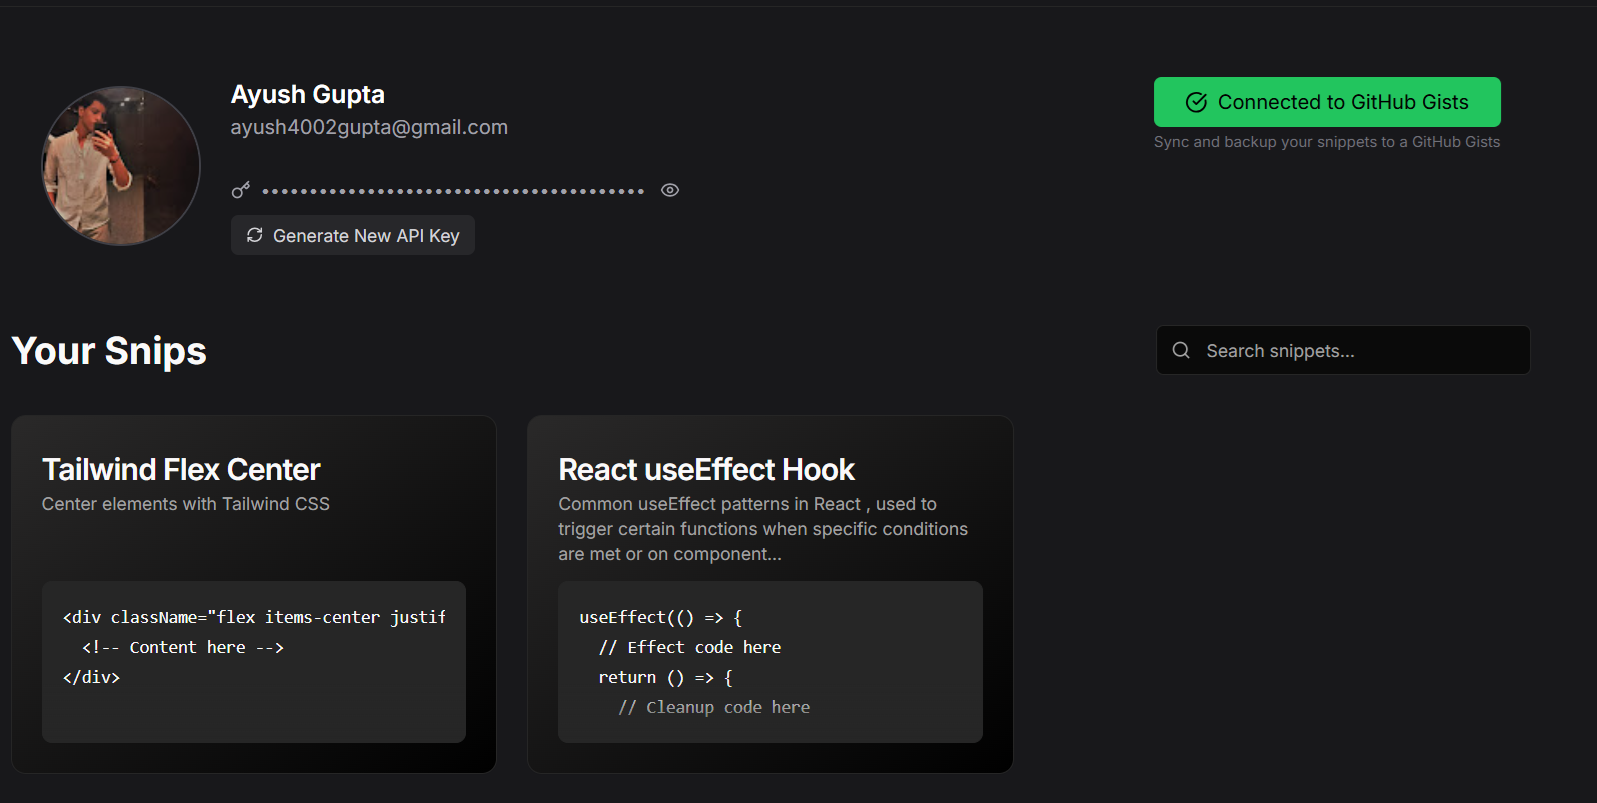 Ayush Gupta
ayush4002gupta@gmail.com
Connected to GitHub Gists
Sync and backup your snippets to a GitHub Gists
••••••••••••••••••••••••••••••••••••••••
Generate New API Key
Your Snips
Search snippets...
Tailwind Flex Center
Center elements with Tailwind CSS
<div className="flex items-center justif
  <!-- Content here -->
</div>
React useEffect Hook
Common useEffect patterns in React , used to
trigger certain functions when specific conditions
are met or on component...
useEffect(() => {
  // Effect code here
  return () => {
    // Cleanup code here